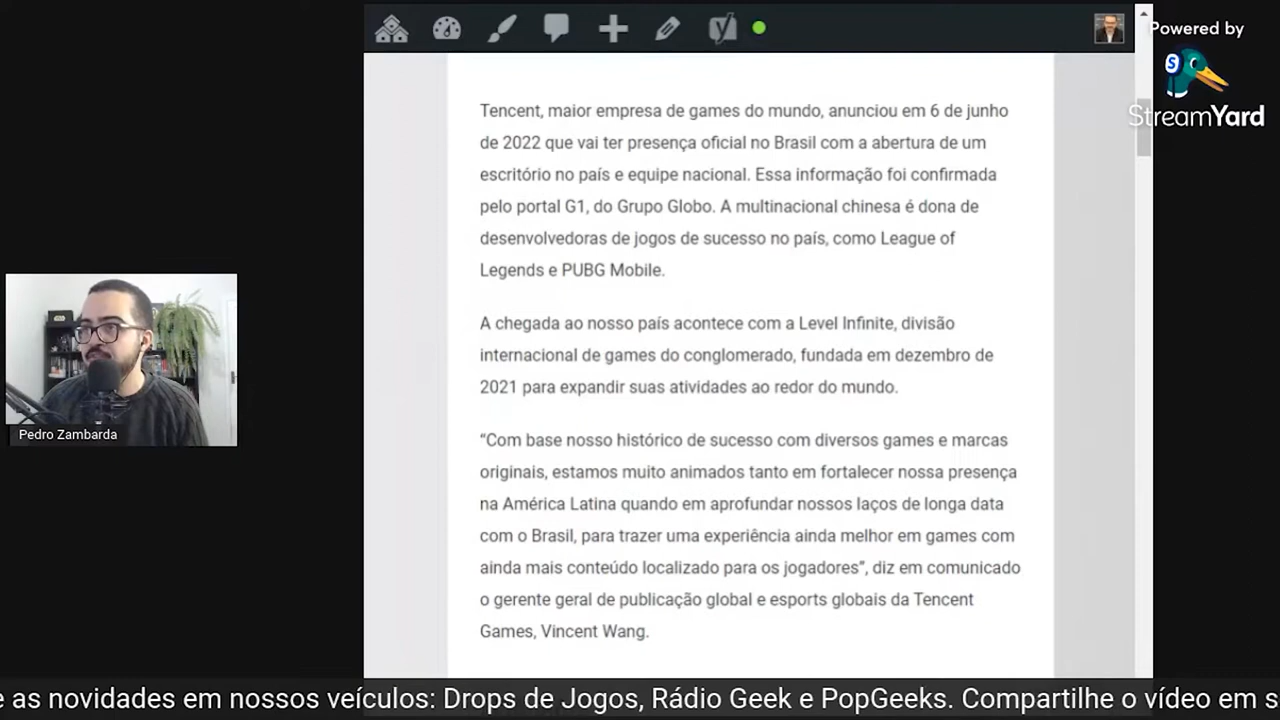 Powered by
StreamYard
Tencent, maior empresa de games do mundo, anunciou em 6 de junho
de 2022 que vai ter presença oficial no Brasil com a abertura de um
escritório no país e equipe nacional. Essa informação foi confirmada
pelo portal G1, do Grupo Globo. A multinacional chinesa é dona de
desenvolvedoras de jogos de sucesso no país, como League of
Legends e PUBG Mobile.
A chegada ao nosso país acontece com a Level Infinite, divisão
internacional de games do conglomerado, fundada em dezembro de
2021 para expandir suas atividades ao redor do mundo.
“Com base nosso histórico de sucesso com diversos games e marcas
originais, estamos muito animados tanto em fortalecer nossa presença
na América Latina quando em aprofundar nossos laços de longa data
com o Brasil, para trazer uma experiência ainda melhor em games com
ainda mais conteúdo localizado para os jogadores”, diz em comunicado
o gerente geral de publicação global e esports globais da Tencent
Games, Vincent Wang.
Pedro Zambarda
e as novidades em nossos veículos: Drops de Jogos, Rádio Geek e PopGeeks. Compartilhe o vídeo em s